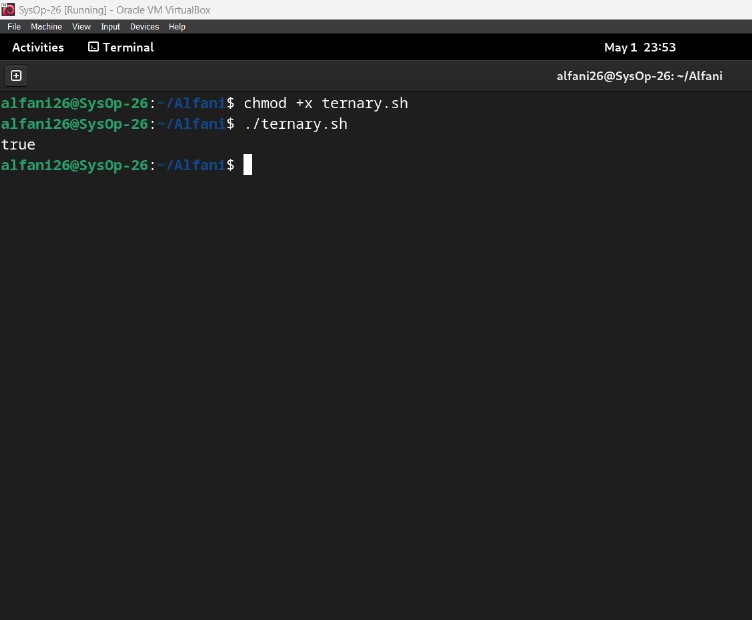 SysOp-26 [Running] - Oracle VM VirtualBox
File Machine View Input Devices Help
Activities Terminal May 1 23:53
alfani26@SysOp-26: ~/Alfani
alfani26@SysOp-26:~/Alfani$ chmod +x ternary.sh
alfani26@SysOp-26:~/Alfani$ ./ternary.sh
true
alfani26@SysOp-26:~/Alfani$